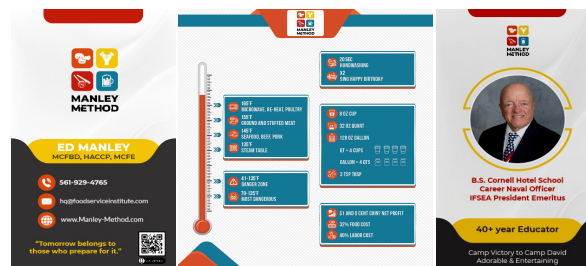 MANLEY
METHOD
ED MANLEY
MCFBD, HACCP, MCFE
561-929-4765
hq@foodserviceinstitute.com
www.Manley-Method.com
"Tomorrow belongs to
those who prepare for it."
MANLEY
METHOD
20 SEC
HANDWASHING
X2
SING HAPPY BIRTHDAY
165°F
MICROWAVE, RE-HEAT, POULTRY
155°F
GROUND AND STUFFED MEAT
145°F
SEAFOOD, BEEF, PORK
135°F
STEAM TABLE
41-135°F
DANGER ZONE
70-125°F
MOST DANGEROUS
8 OZ CUP
32 OZ QUART
128 OZ GALLON
QT = 4 CUPS
GALLON = 4 QTS
3 TSP TBSP
$1 AND 5 CENT COINT NET PROFIT
32% FOOD COST
40% LABOR COST
B.S. Cornell Hotel School
Career Naval Officer
IFSEA President Emeritus
40+ year Educator
Camp Victory to Camp David
Adorable & Entertaining